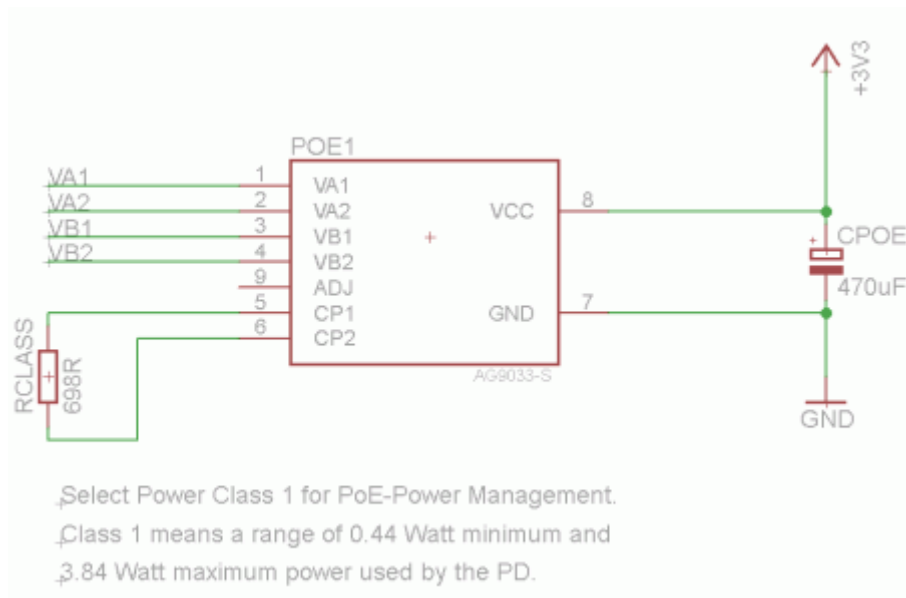 +3V3
POE1
VA1 1 VA1
VA2 2 VA2 VCC 8
VB1 3 VB1
VB2 4 VB2
9 ADJ
5 CP1 GND 7
6 CP2
AG9033-S
CPOE
470uF
RCLASS
698R
GND
Select Power Class 1 for PoE-Power Management.
Class 1 means a range of 0.44 Watt minimum and
3.84 Watt maximum power used by the PD.